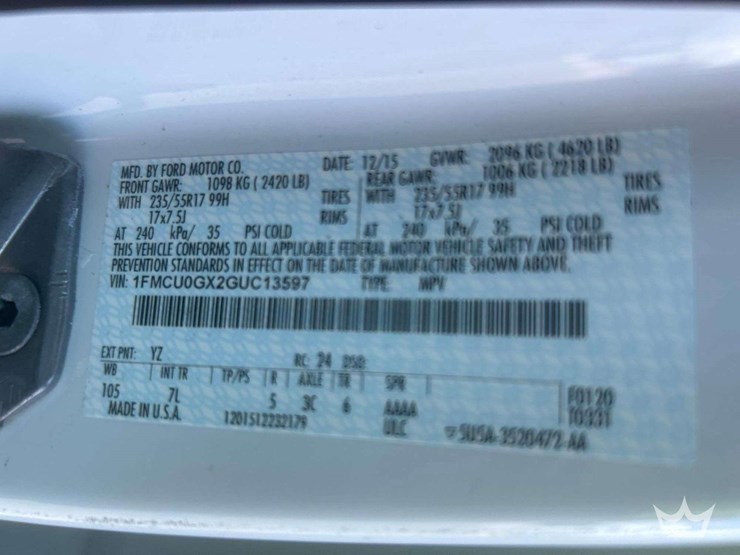 MFD. BY FORD MOTOR CO. DATE: 12/15 GVWR: 2096 KG ( 4620 LB)
FRONT GAWR: 1098 KG ( 2420 LB) REAR GAWR: 1006 KG ( 2218 LB)
WITH 235/55R17 99H TIRES WITH 235/55R17 99H TIRES
17x7.5J RIMS 17x7.5J RIMS
AT 240 kPa/ 35 PSI COLD AT 240 kPa/ 35 PSI COLD
THIS VEHICLE CONFORMS TO ALL APPLICABLE FEDERAL MOTOR VEHICLE SAFETY AND THEFT
PREVENTION STANDARDS IN EFFECT ON THE DATE OF MANUFACTURE SHOWN ABOVE.
VIN: 1FMCU0GX2GUC13597 TYPE: MPV
EXT PNT: YZ RC: 24 DSO:
WB INT TR TP/PS R AXLE TR SPR F0120
105 7L 5 3C 6 AAAA T0331
MADE IN U.S.A. 1201512232179 ULC 5U5A-3520472-AA